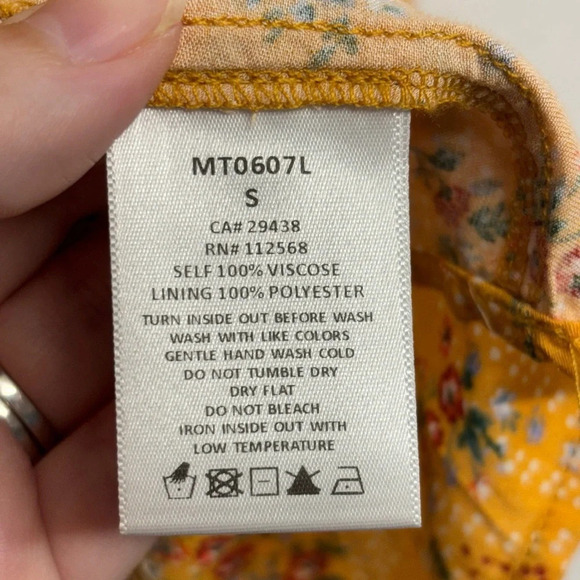 MT0607L
S
CA# 29438
RN# 112568
SELF 100% VISCOSE
LINING 100% POLYESTER
TURN INSIDE OUT BEFORE WASH
WASH WITH LIKE COLORS
GENTLE HAND WASH COLD
DO NOT TUMBLE DRY
DRY FLAT
DO NOT BLEACH
IRON INSIDE OUT WITH
LOW TEMPERATURE